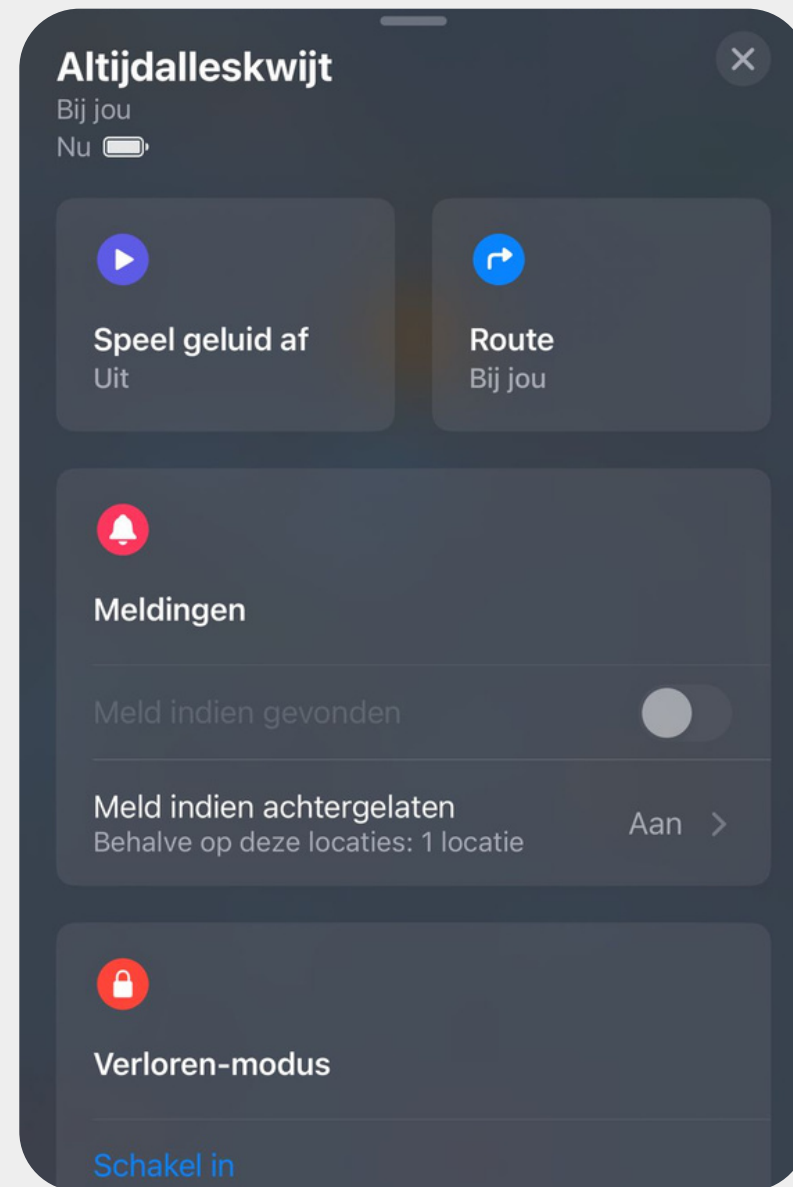 Altijdalleskwijt
Bij jou
Nu
Speel geluid af
Uit
Route
Bij jou
Meldingen
Meld indien gevonden
Meld indien achtergelaten
Behalve op deze locaties: 1 locatie
Aan
Verloren-modus
Schakel in